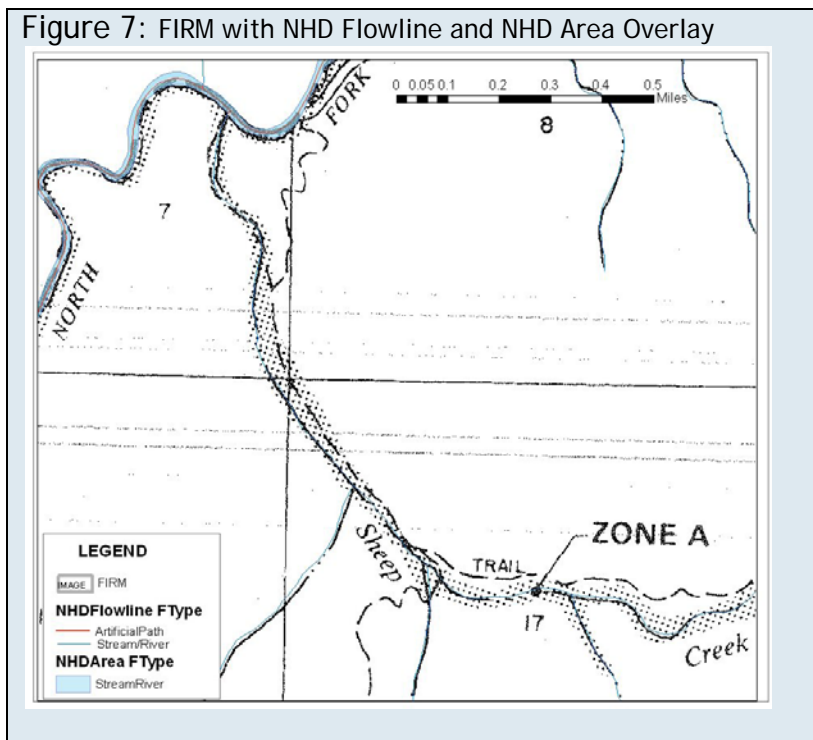 Figure 7: FIRM with NHD Flowline and NHD Area Overlay
0 0.05 0.1 0.2 0.3 0.4 0.5
Miles
FORK
8
7
NORTH
ZONE A
Sheep
TRAIL
17
Creek
LEGEND
IMAGE FIRM
NHDFlowline FType
ArtificialPath
Stream/River
NHDArea FType
StreamRiver